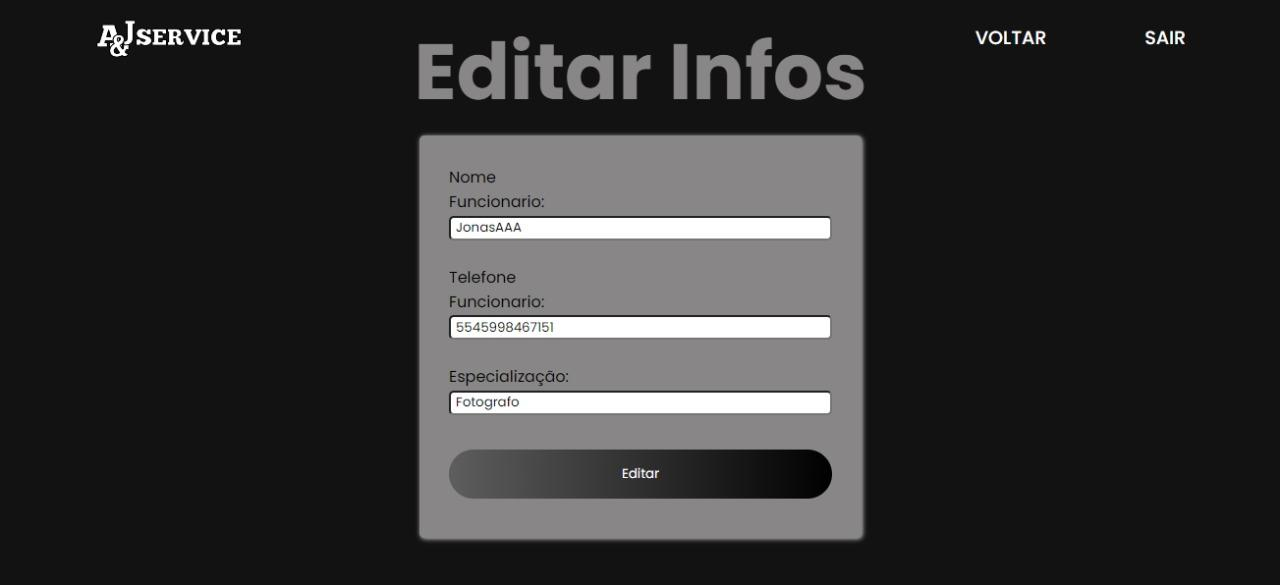 A&JSERVICE
VOLTAR
SAIR
Editar Infos
Nome
Funcionario:
JonasAAA
Telefone
Funcionario:
5545998467151
Especialização:
Fotografo
Editar